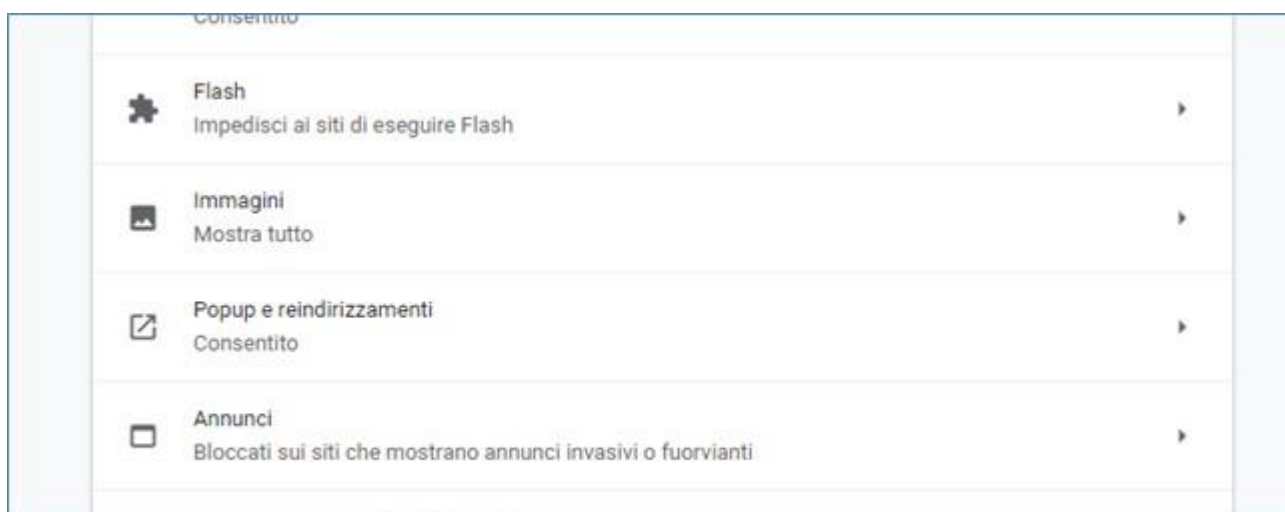 Consentito
Flash
Impedisci ai siti di eseguire Flash
Immagini
Mostra tutto
Popup e reindirizzamenti
Consentito
Annunci
Bloccati sui siti che mostrano annunci invasivi o fuorvianti